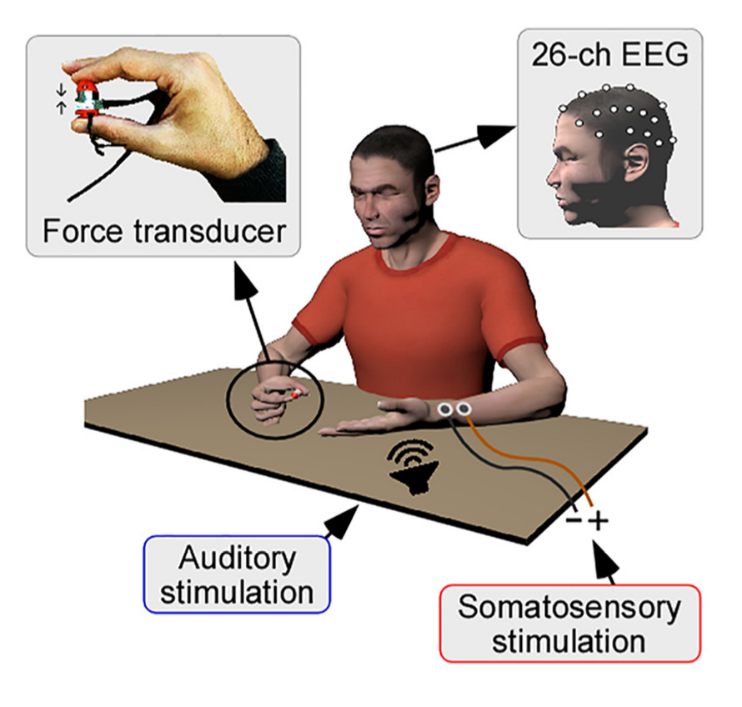 26-ch EEG
Force transducer
Auditory
stimulation
− +
Somatosensory
stimulation